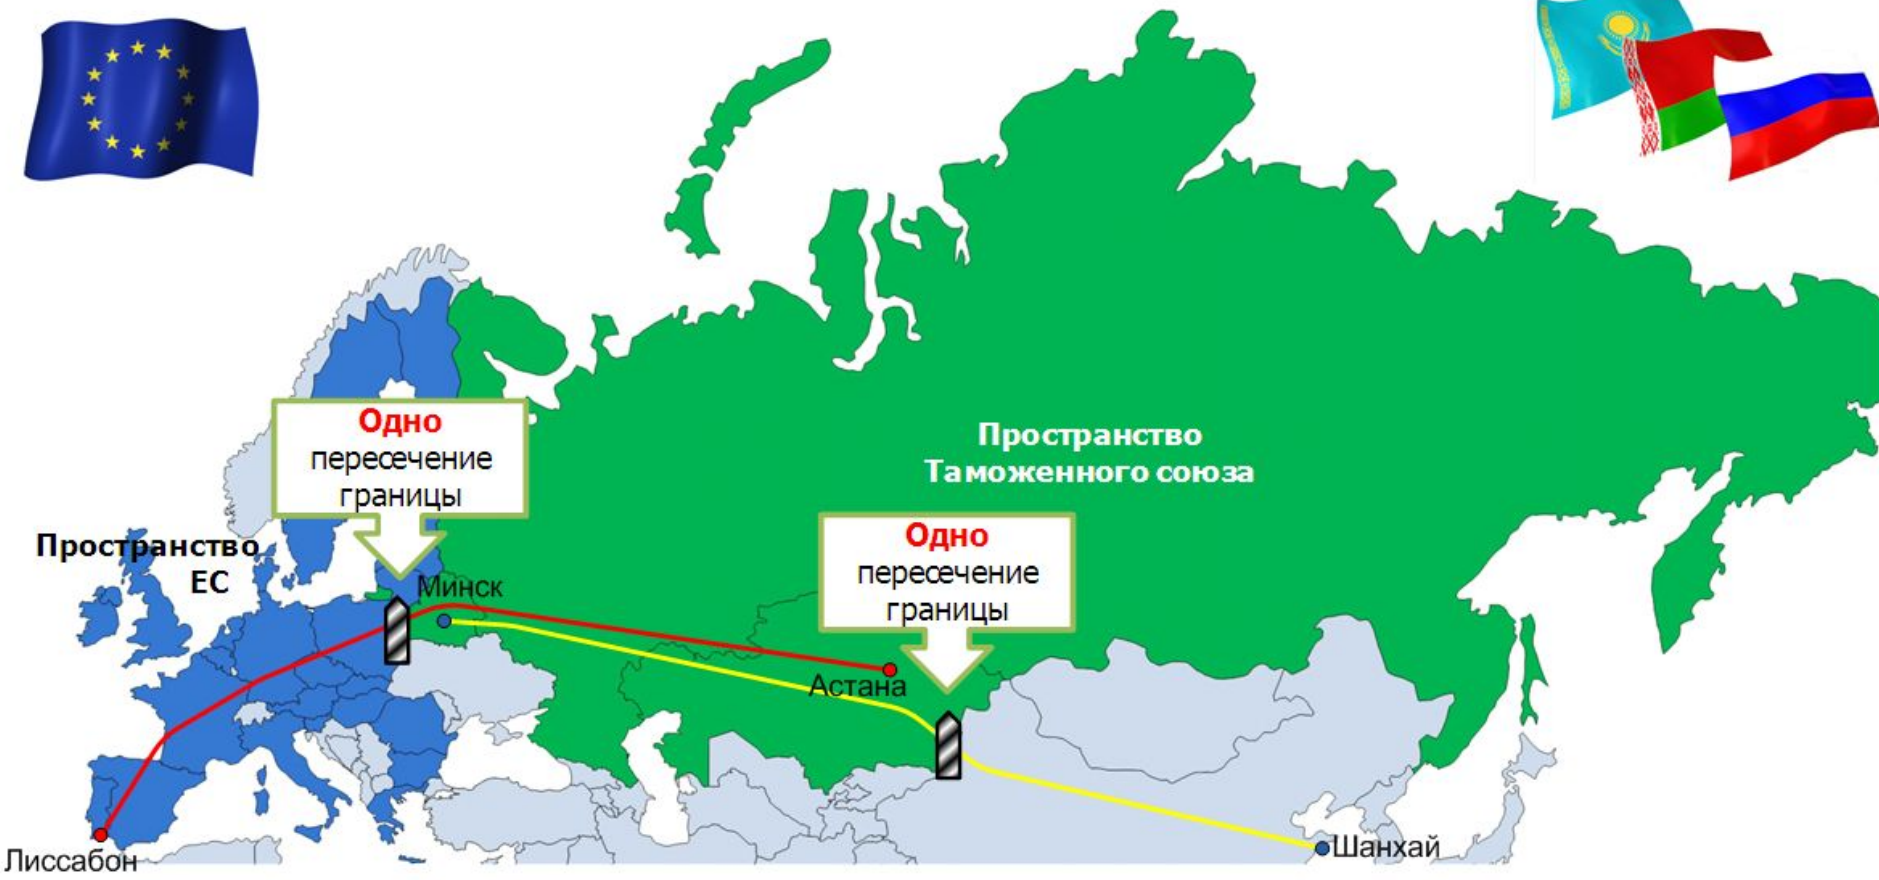 Одно
пересечение
границы
Пространство
Таможенного союза
Одно
пересечение
границы
Пространство
ЕС
Минск
Астана
Лиссабон
Шанхай